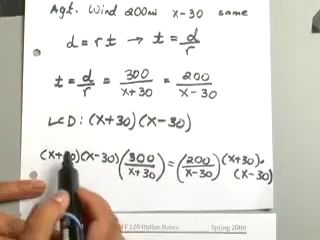 Agt. Wind 200mi x-30 same
d = rt → t = d/r
t = d/r = 300/x+30 = 200/x-30
LCD: (x+30)(x-30)
(x+30)(x-30)(300/x+30) = (200/x-30)(x+30)·
(x-30)
120 Outline Notes Spring 2000